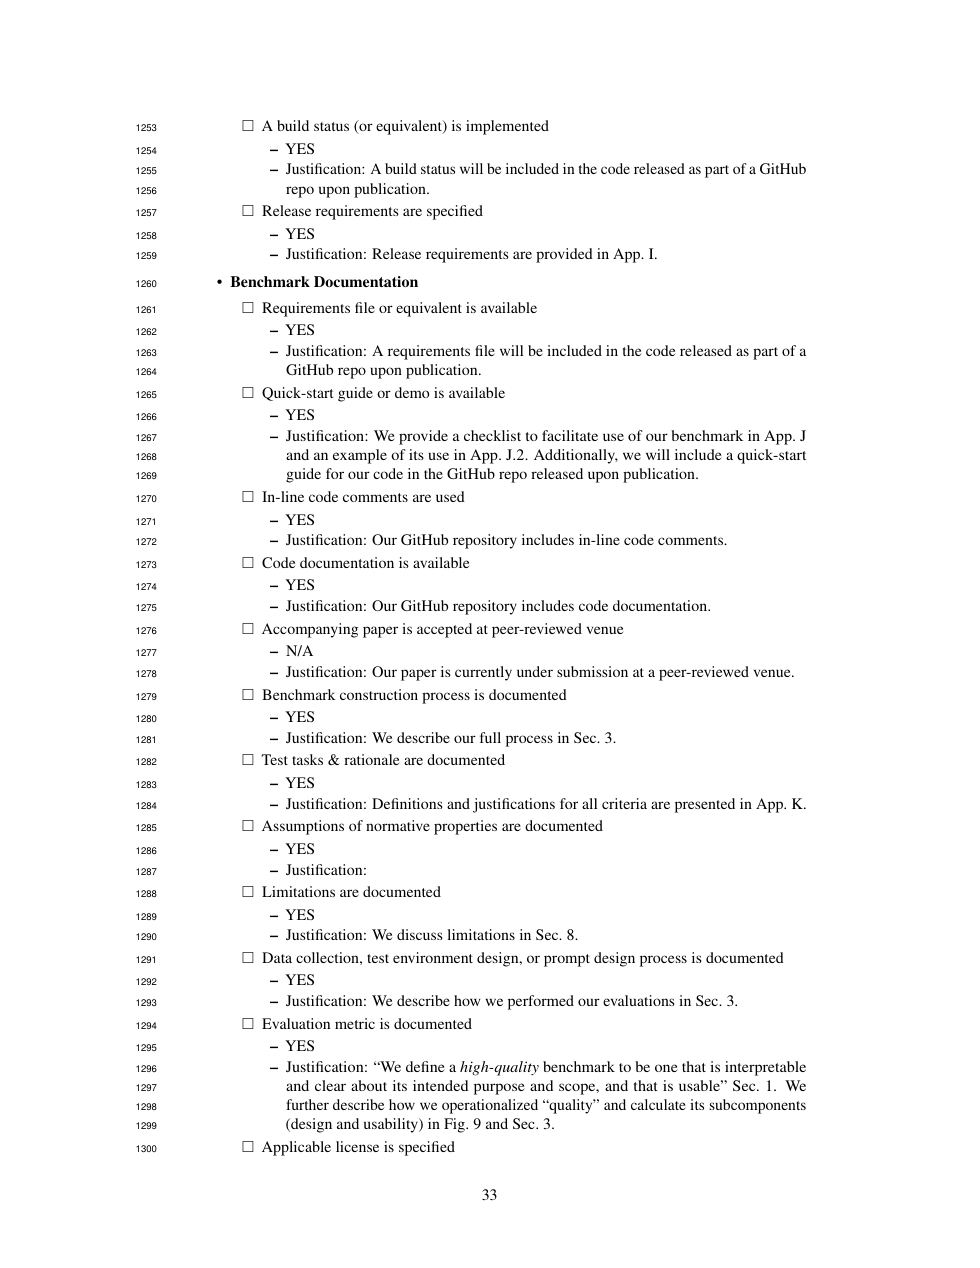 1253 □ A build status (or equivalent) is implemented
1254 – YES
1255 – Justification: A build status will be included in the code released as part of a GitHub
1256 repo upon publication.
1257 □ Release requirements are specified
1258 – YES
1259 – Justification: Release requirements are provided in App. I.
1260 • Benchmark Documentation
1261 □ Requirements file or equivalent is available
1262 – YES
1263 – Justification: A requirements file will be included in the code released as part of a
1264 GitHub repo upon publication.
1265 □ Quick-start guide or demo is available
1266 – YES
1267 – Justification: We provide a checklist to facilitate use of our benchmark in App. J
1268 and an example of its use in App. J.2. Additionally, we will include a quick-start
1269 guide for our code in the GitHub repo released upon publication.
1270 □ In-line code comments are used
1271 – YES
1272 – Justification: Our GitHub repository includes in-line code comments.
1273 □ Code documentation is available
1274 – YES
1275 – Justification: Our GitHub repository includes code documentation.
1276 □ Accompanying paper is accepted at peer-reviewed venue
1277 – N/A
1278 – Justification: Our paper is currently under submission at a peer-reviewed venue.
1279 □ Benchmark construction process is documented
1280 – YES
1281 – Justification: We describe our full process in Sec. 3.
1282 □ Test tasks & rationale are documented
1283 – YES
1284 – Justification: Definitions and justifications for all criteria are presented in App. K.
1285 □ Assumptions of normative properties are documented
1286 – YES
1287 – Justification:
1288 □ Limitations are documented
1289 – YES
1290 – Justification: We discuss limitations in Sec. 8.
1291 □ Data collection, test environment design, or prompt design process is documented
1292 – YES
1293 – Justification: We describe how we performed our evaluations in Sec. 3.
1294 □ Evaluation metric is documented
1295 – YES
1296 – Justification: “We define a high-quality benchmark to be one that is interpretable
1297 and clear about its intended purpose and scope, and that is usable” Sec. 1. We
1298 further describe how we operationalized “quality” and calculate its subcomponents
1299 (design and usability) in Fig. 9 and Sec. 3.
1300 □ Applicable license is specified
33